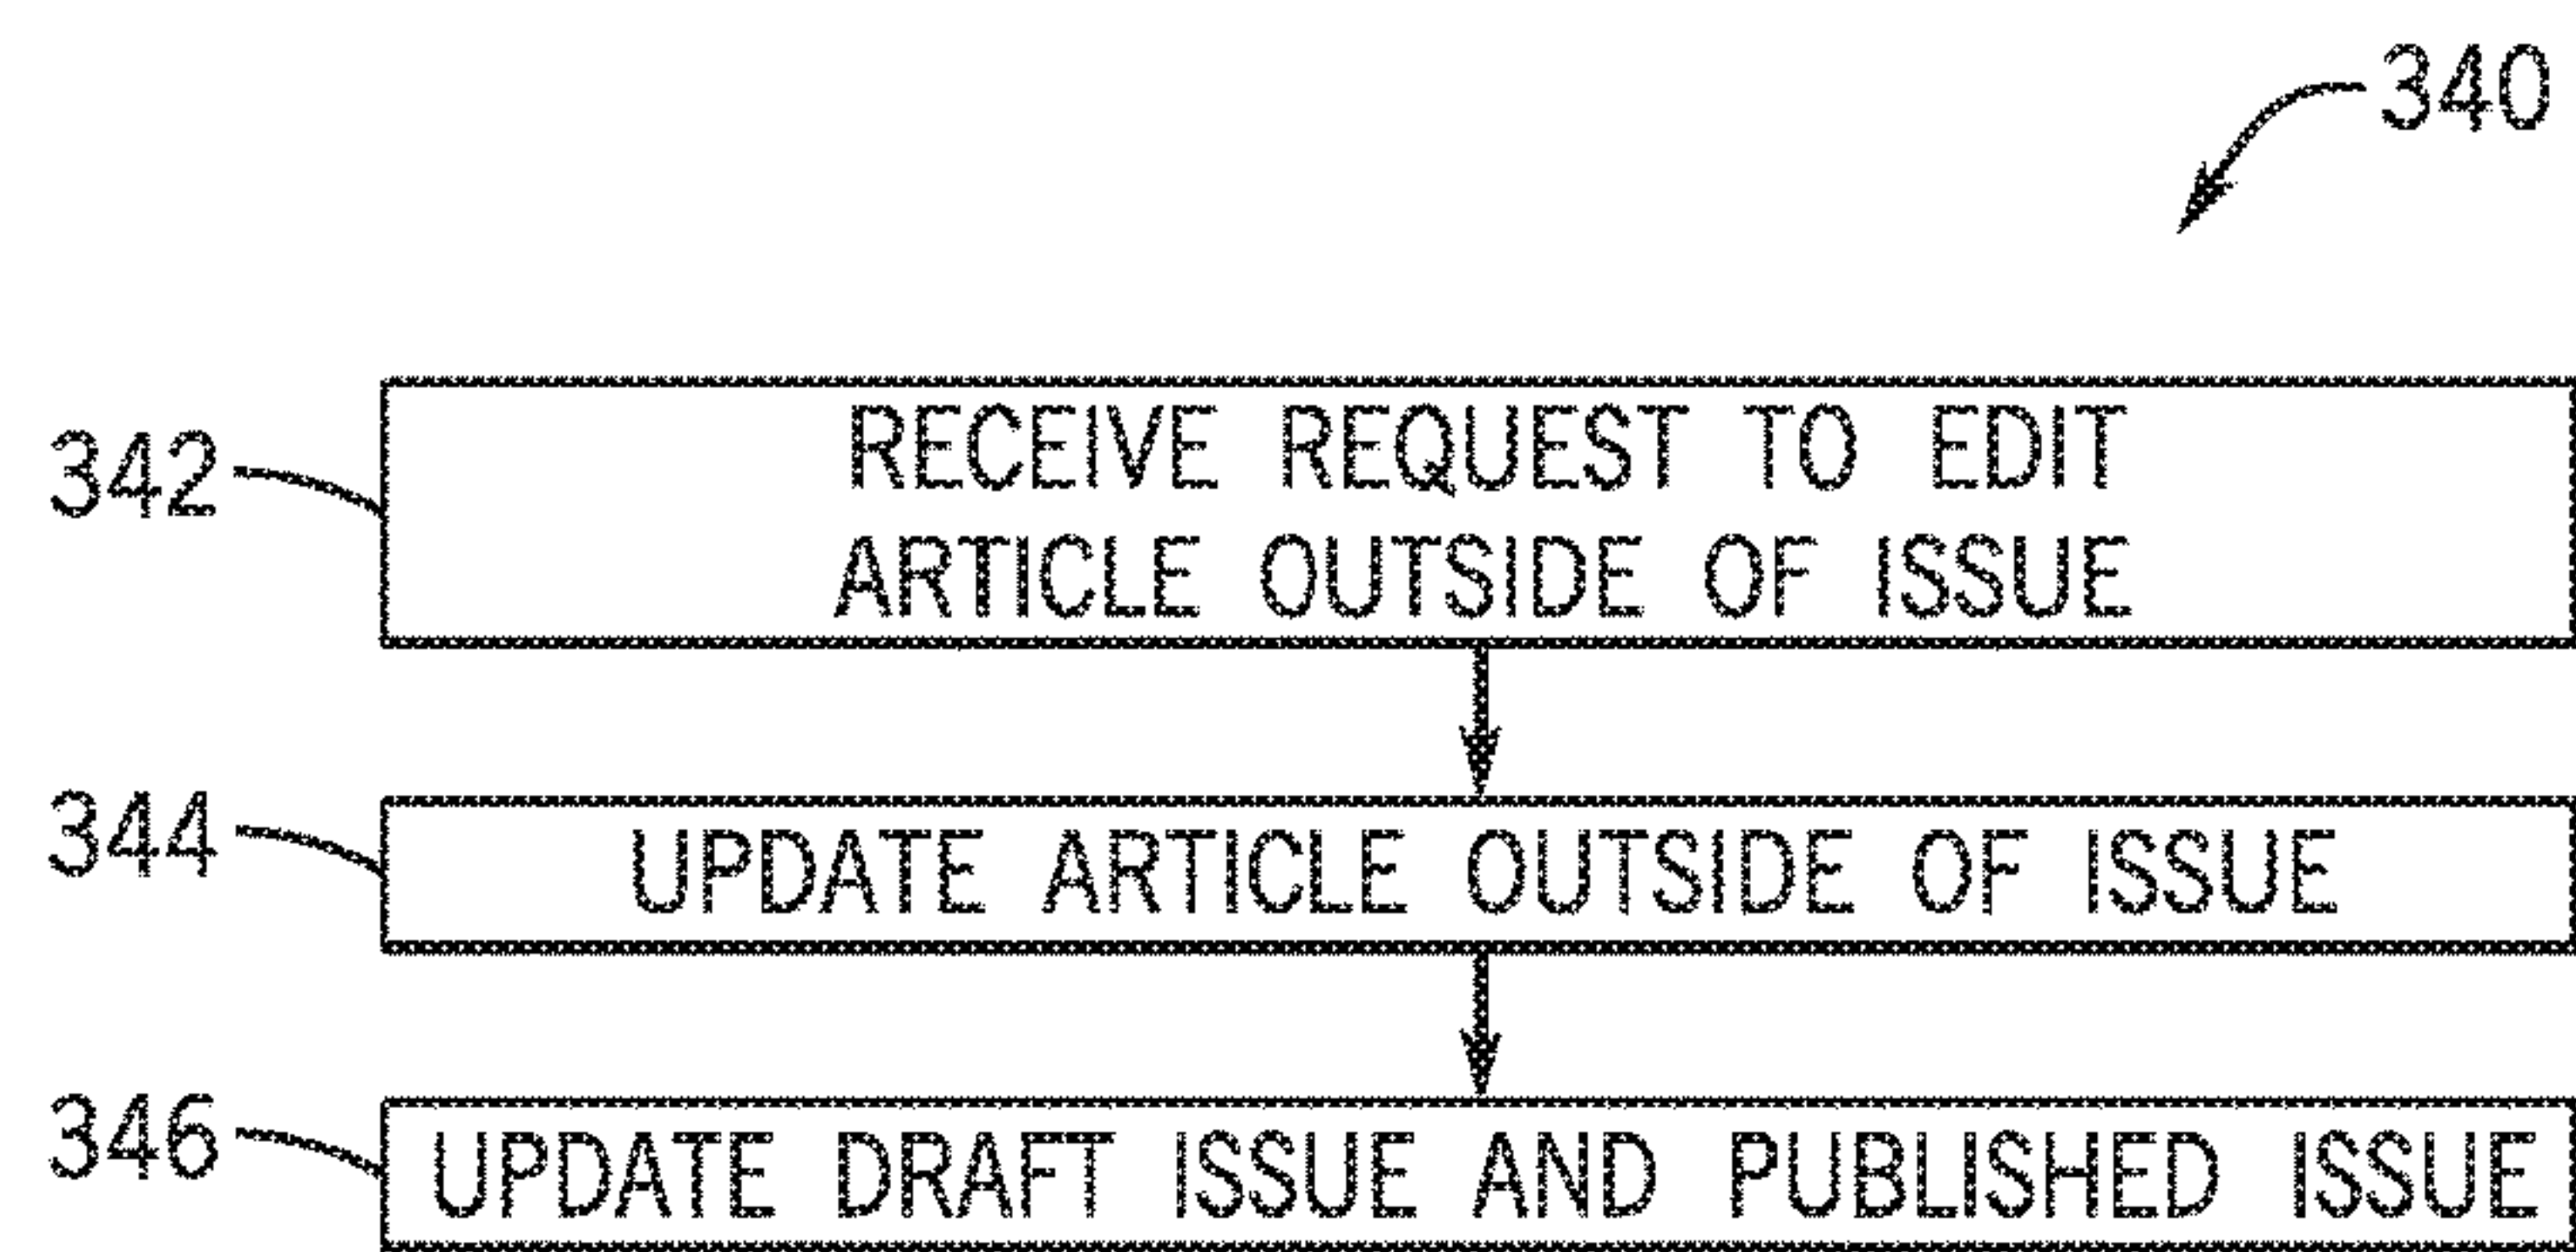 340
342
RECEIVE REQUEST TO EDIT
ARTICLE OUTSIDE OF ISSUE
344
UPDATE ARTICLE OUTSIDE OF ISSUE
346
UPDATE DRAFT ISSUE AND PUBLISHED ISSUE